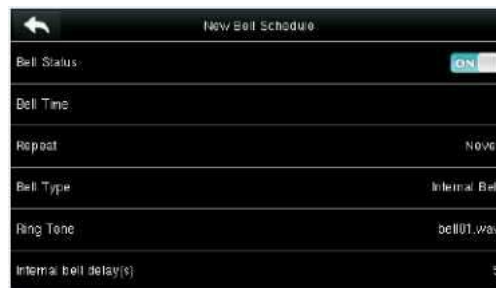 New Bell Schedule
Bell Status ON
Bell Time
Repeat Never
Bell Type Internal Bel
Ring Tone bell01.wav
Internal bell delay(s)